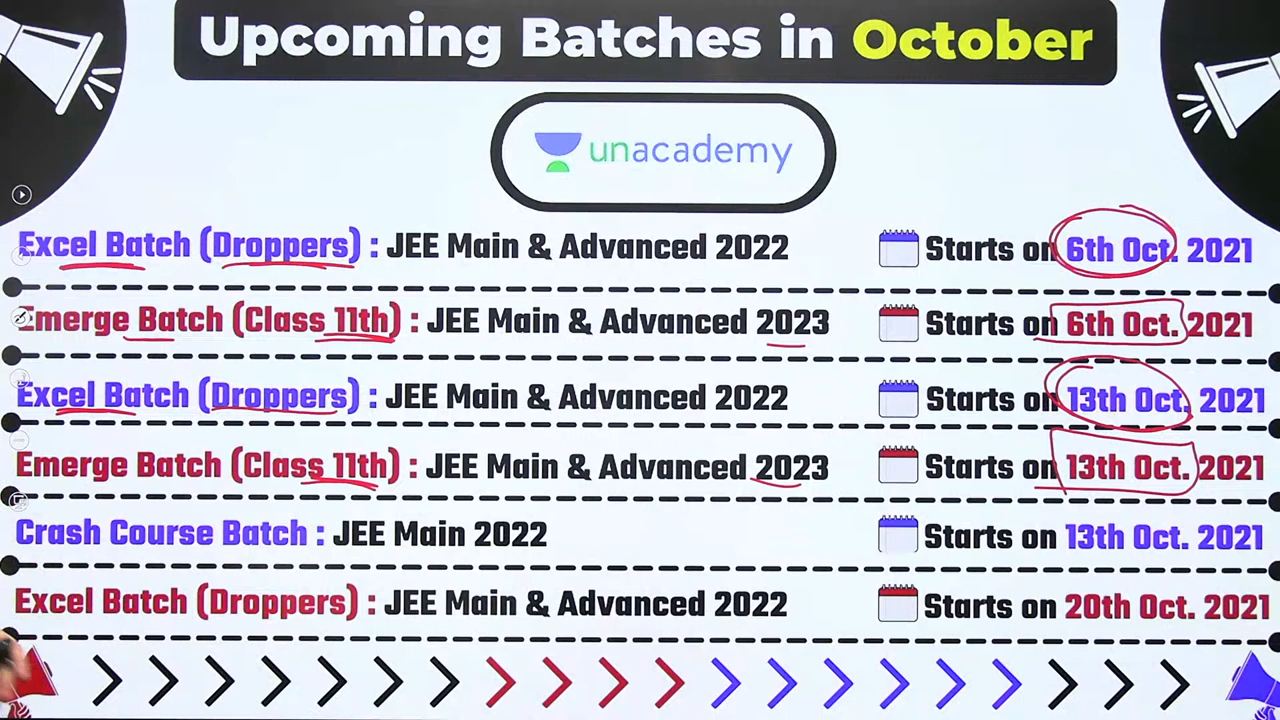 Upcoming Batches in October
unacademy
Excel Batch (Droppers) : JEE Main & Advanced 2022 Starts on 6th Oct. 2021
Emerge Batch (Class 11th) : JEE Main & Advanced 2023 Starts on 6th Oct. 2021
Excel Batch (Droppers) : JEE Main & Advanced 2022 Starts on 13th Oct. 2021
Emerge Batch (Class 11th) : JEE Main & Advanced 2023 Starts on 13th Oct. 2021
Crash Course Batch : JEE Main 2022 Starts on 13th Oct. 2021
Excel Batch (Droppers) : JEE Main & Advanced 2022 Starts on 20th Oct. 2021